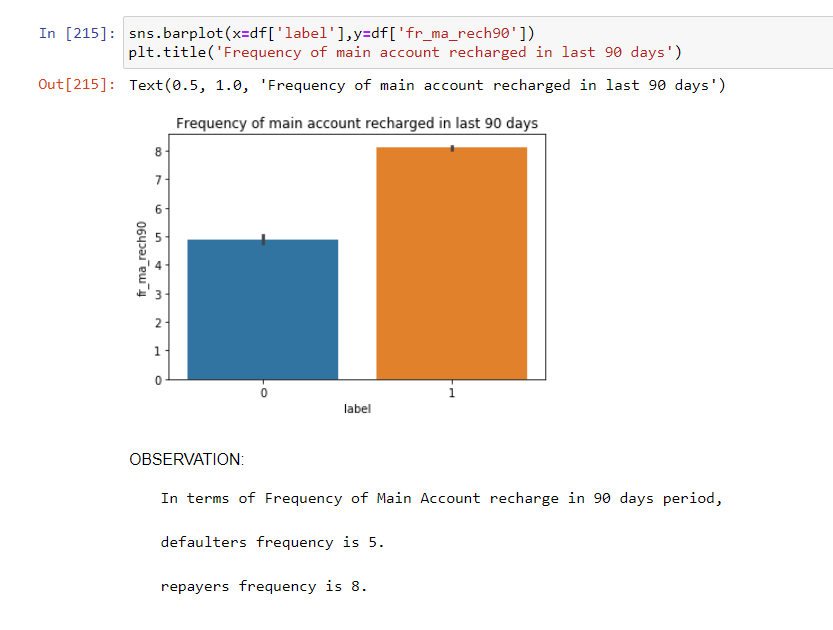 In [215]: sns.barplot(x=df['label'],y=df['fr_ma_rech90'])
plt.title('Frequency of main account recharged in last 90 days')
Out[215]: Text(0.5, 1.0, 'Frequency of main account recharged in last 90 days')
Frequency of main account recharged in last 90 days
8
7
6
5
4
3
2
1
0
fr_ma_rech90
0 1
label
OBSERVATION:
In terms of Frequency of Main Account recharge in 90 days period,
defaulters frequency is 5.
repayers frequency is 8.